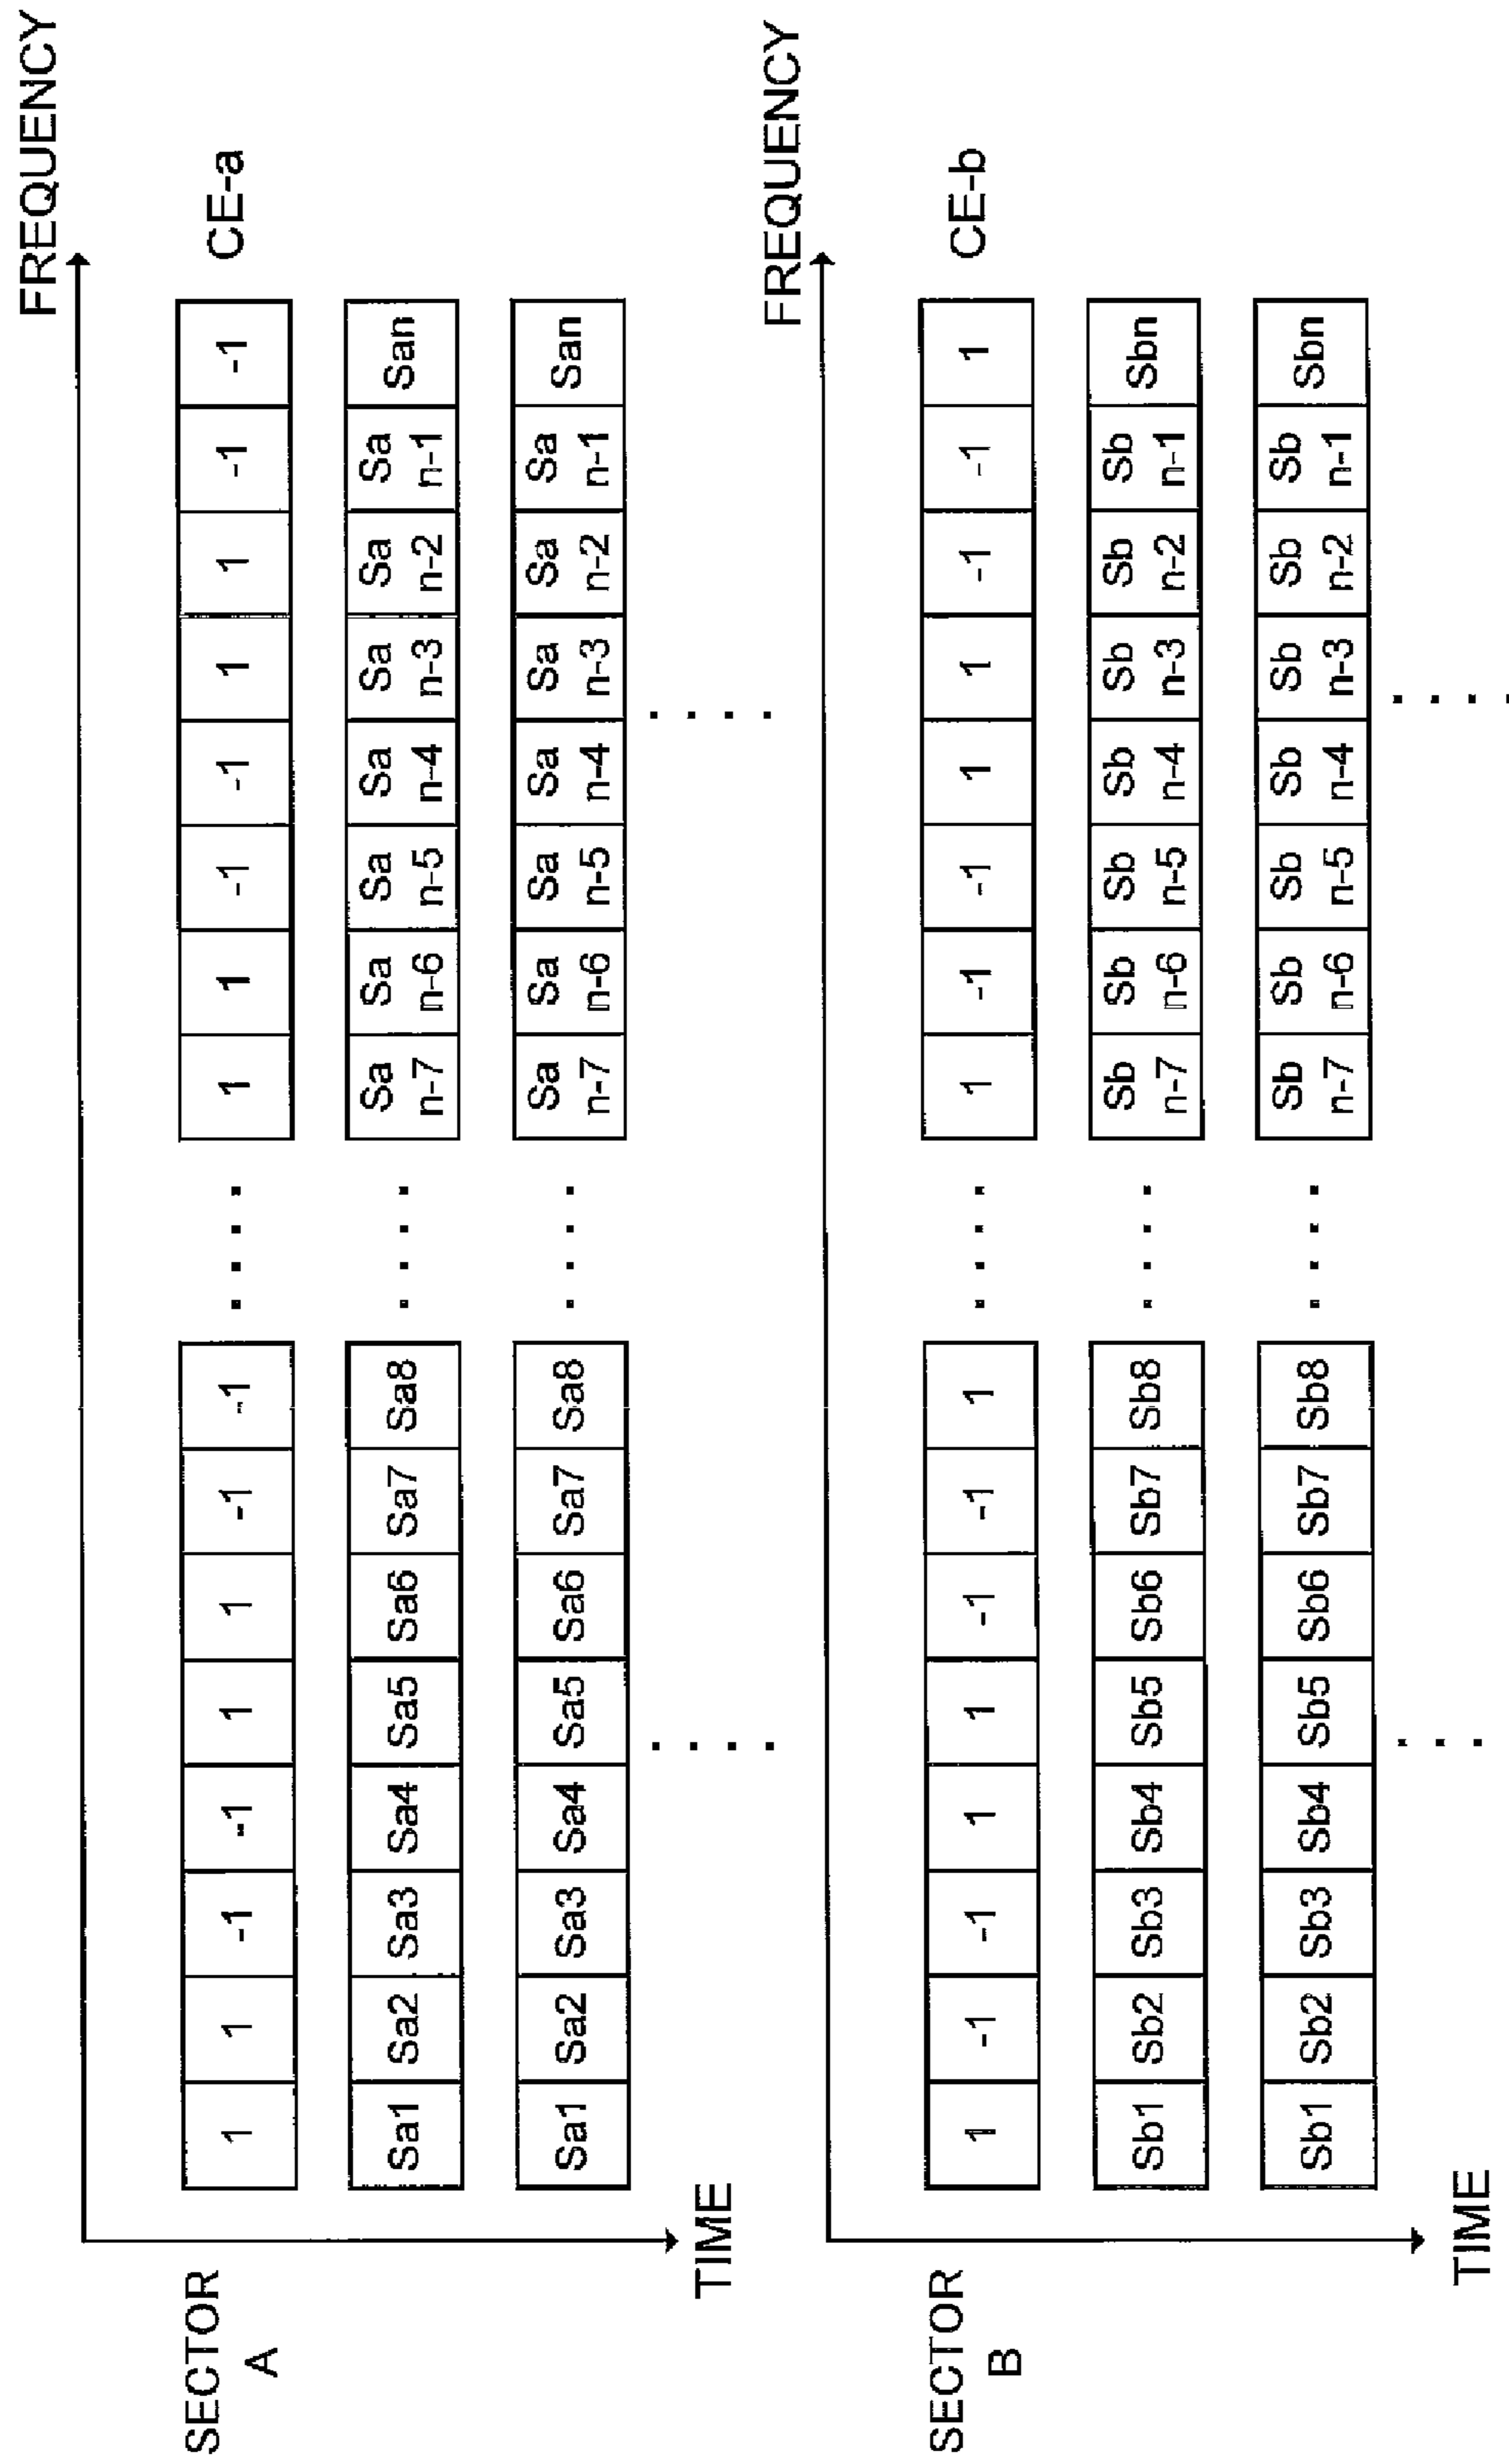 FREQUENCY
SECTOR
A
1 1 -1 -1 1 1 -1 -1 . . . . 1 1 -1 -1 1 1 -1 -1 CE-a
Sa1 Sa2 Sa3 Sa4 Sa5 Sa6 Sa7 Sa8 . . . . Sa n-7 Sa n-6 Sa n-5 Sa n-4 Sa n-3 Sa n-2 Sa n-1 San
Sa1 Sa2 Sa3 Sa4 Sa5 Sa6 Sa7 Sa8 . . . . Sa n-7 Sa n-6 Sa n-5 Sa n-4 Sa n-3 Sa n-2 Sa n-1 San
TIME
FREQUENCY
SECTOR
B
1 -1 -1 1 1 -1 -1 1 . . . . 1 -1 -1 1 1 -1 -1 1 CE-b
Sb1 Sb2 Sb3 Sb4 Sb5 Sb6 Sb7 Sb8 . . . . Sb n-7 Sb n-6 Sb n-5 Sb n-4 Sb n-3 Sb n-2 Sb n-1 Sbn
Sb1 Sb2 Sb3 Sb4 Sb5 Sb6 Sb7 Sb8 . . . . Sb n-7 Sb n-6 Sb n-5 Sb n-4 Sb n-3 Sb n-2 Sb n-1 Sbn
TIME